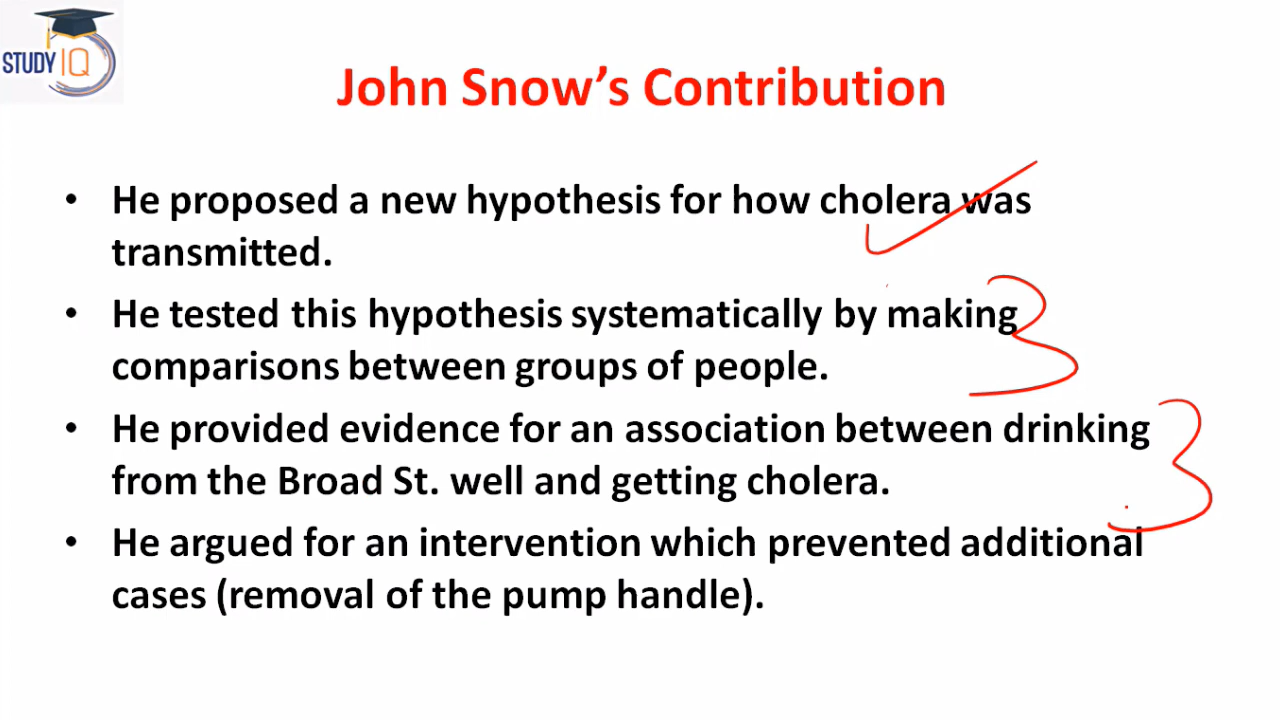 STUDY IQ
John Snow's Contribution
• He proposed a new hypothesis for how cholera was
transmitted.
• He tested this hypothesis systematically by making
comparisons between groups of people.
• He provided evidence for an association between drinking
from the Broad St. well and getting cholera.
• He argued for an intervention which prevented additional
cases (removal of the pump handle).